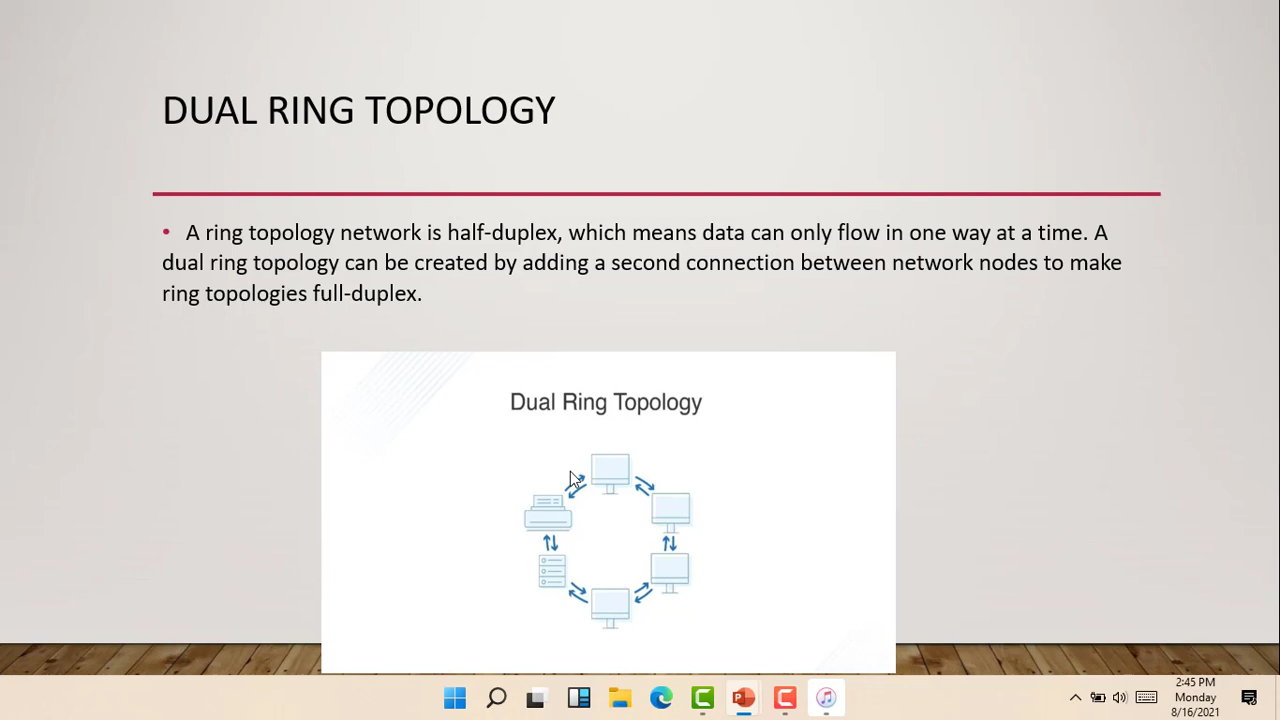 DUAL RING TOPOLOGY
• A ring topology network is half-duplex, which means data can only flow in one way at a time. A
dual ring topology can be created by adding a second connection between network nodes to make
ring topologies full-duplex.
Dual Ring Topology
2:45 PM
Monday
8/16/2021